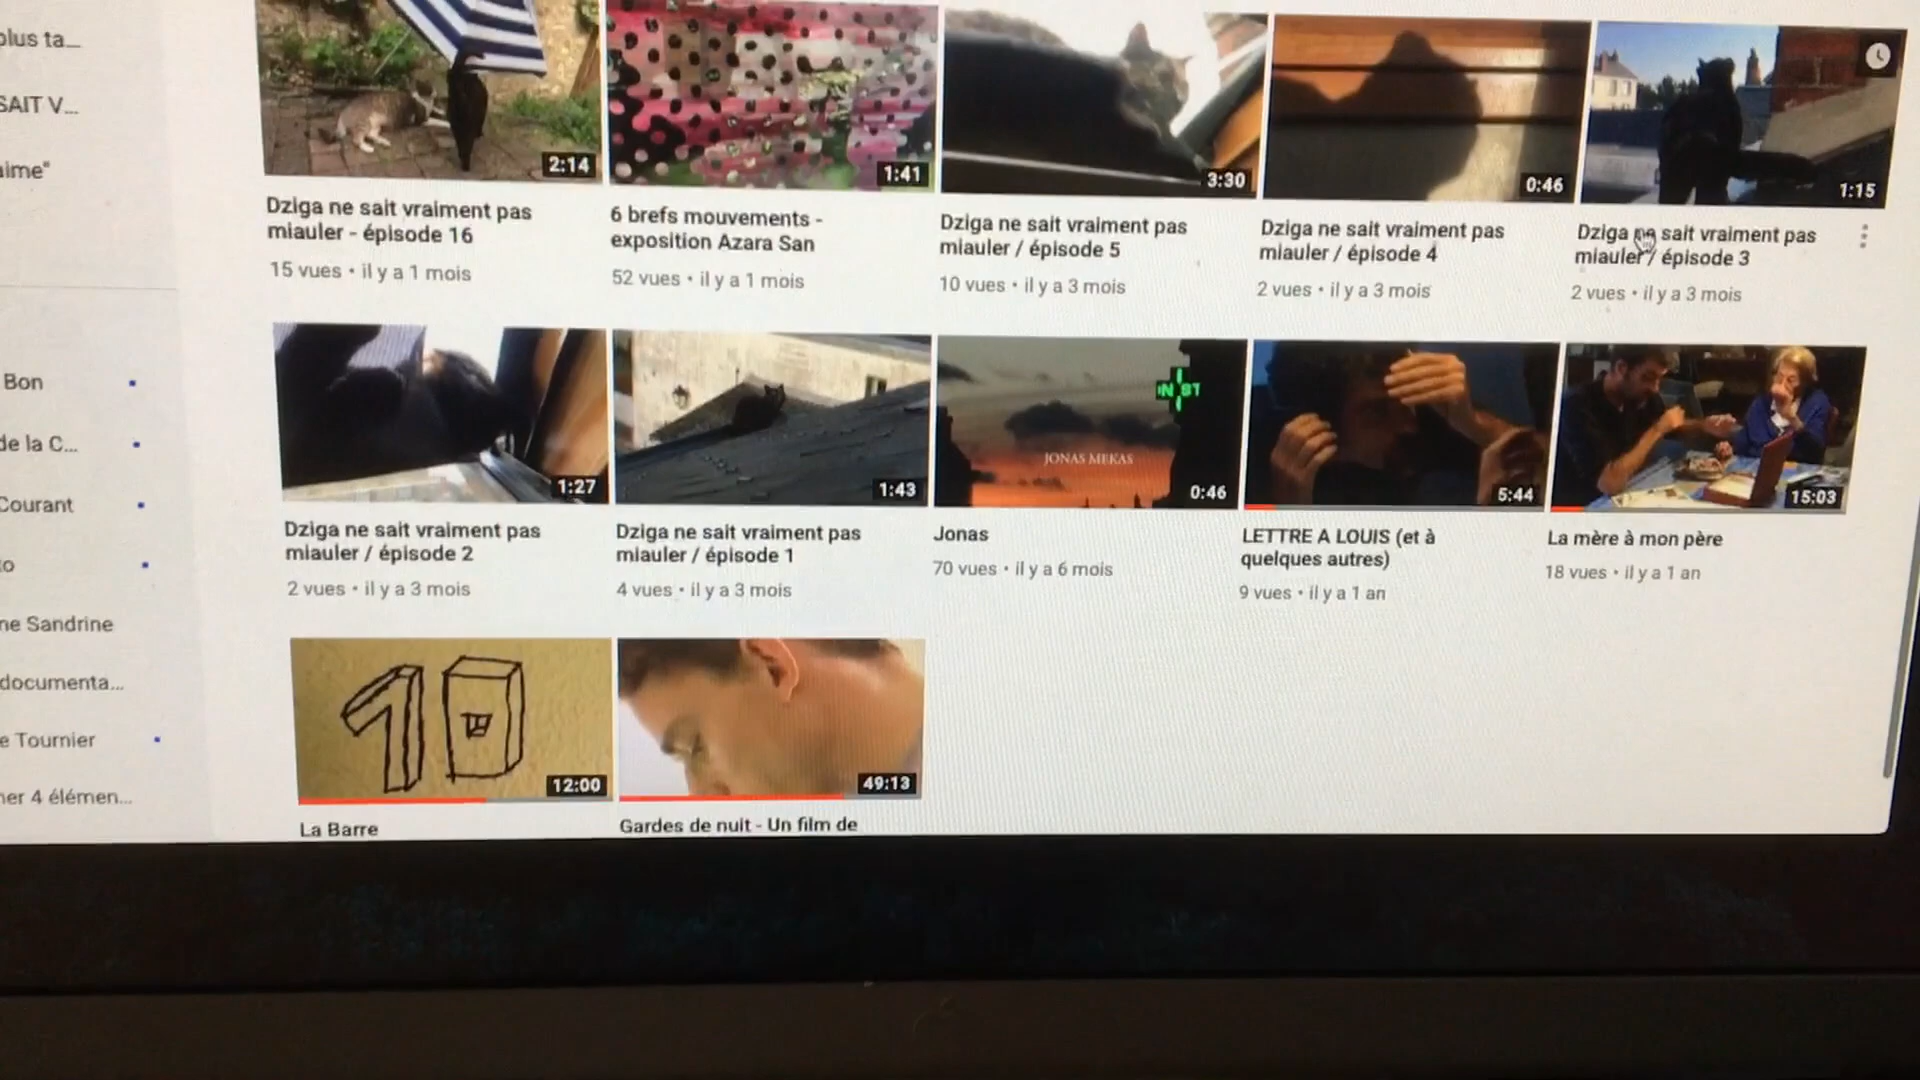 plus ta...
SAIT V...
aime"
Bon
de la C...
Courant
ne Sandrine
documenta...
e Tournier
ner 4 élémen...
2:14
1:41
3:30
0:46
1:15
Dziga ne sait vraiment pas
miauler - épisode 16
15 vues • il y a 1 mois
6 brefs mouvements -
exposition Azara San
52 vues • il y a 1 mois
Dziga ne sait vraiment pas
miauler / épisode 5
10 vues • il y a 3 mois
Dziga ne sait vraiment pas
miauler / épisode 4
2 vues • il y a 3 mois
Dziga ne sait vraiment pas
miauler / épisode 3
2 vues • il y a 3 mois
1:27
1:43
JONAS MEKAS
0:46
5:44
15:03
Dziga ne sait vraiment pas
miauler / épisode 2
2 vues • il y a 3 mois
Dziga ne sait vraiment pas
miauler / épisode 1
4 vues • il y a 3 mois
Jonas
70 vues • il y a 6 mois
LETTRE A LOUIS (et à
quelques autres)
9 vues • il y a 1 an
La mère à mon père
18 vues • il y a 1 an
10
12:00
49:13
La Barre
Gardes de nuit - Un film de